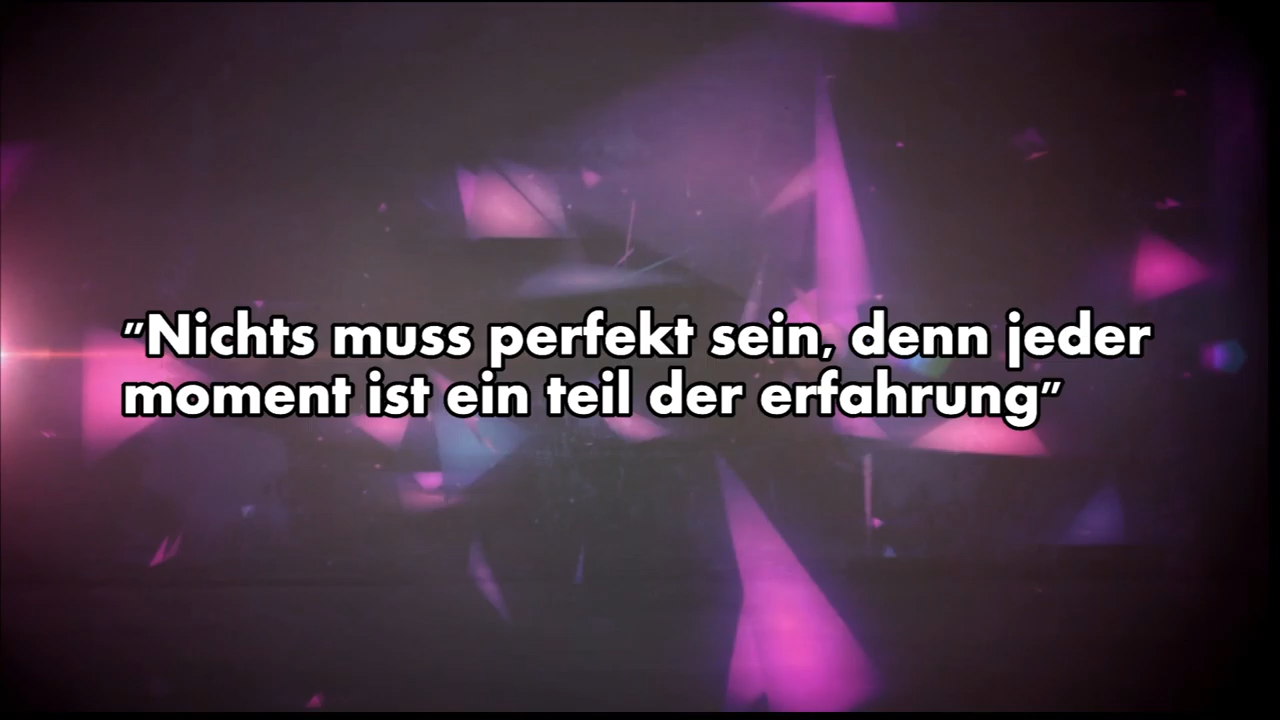 "Nichts muss perfekt sein, denn jeder
moment ist ein teil der erfahrung"